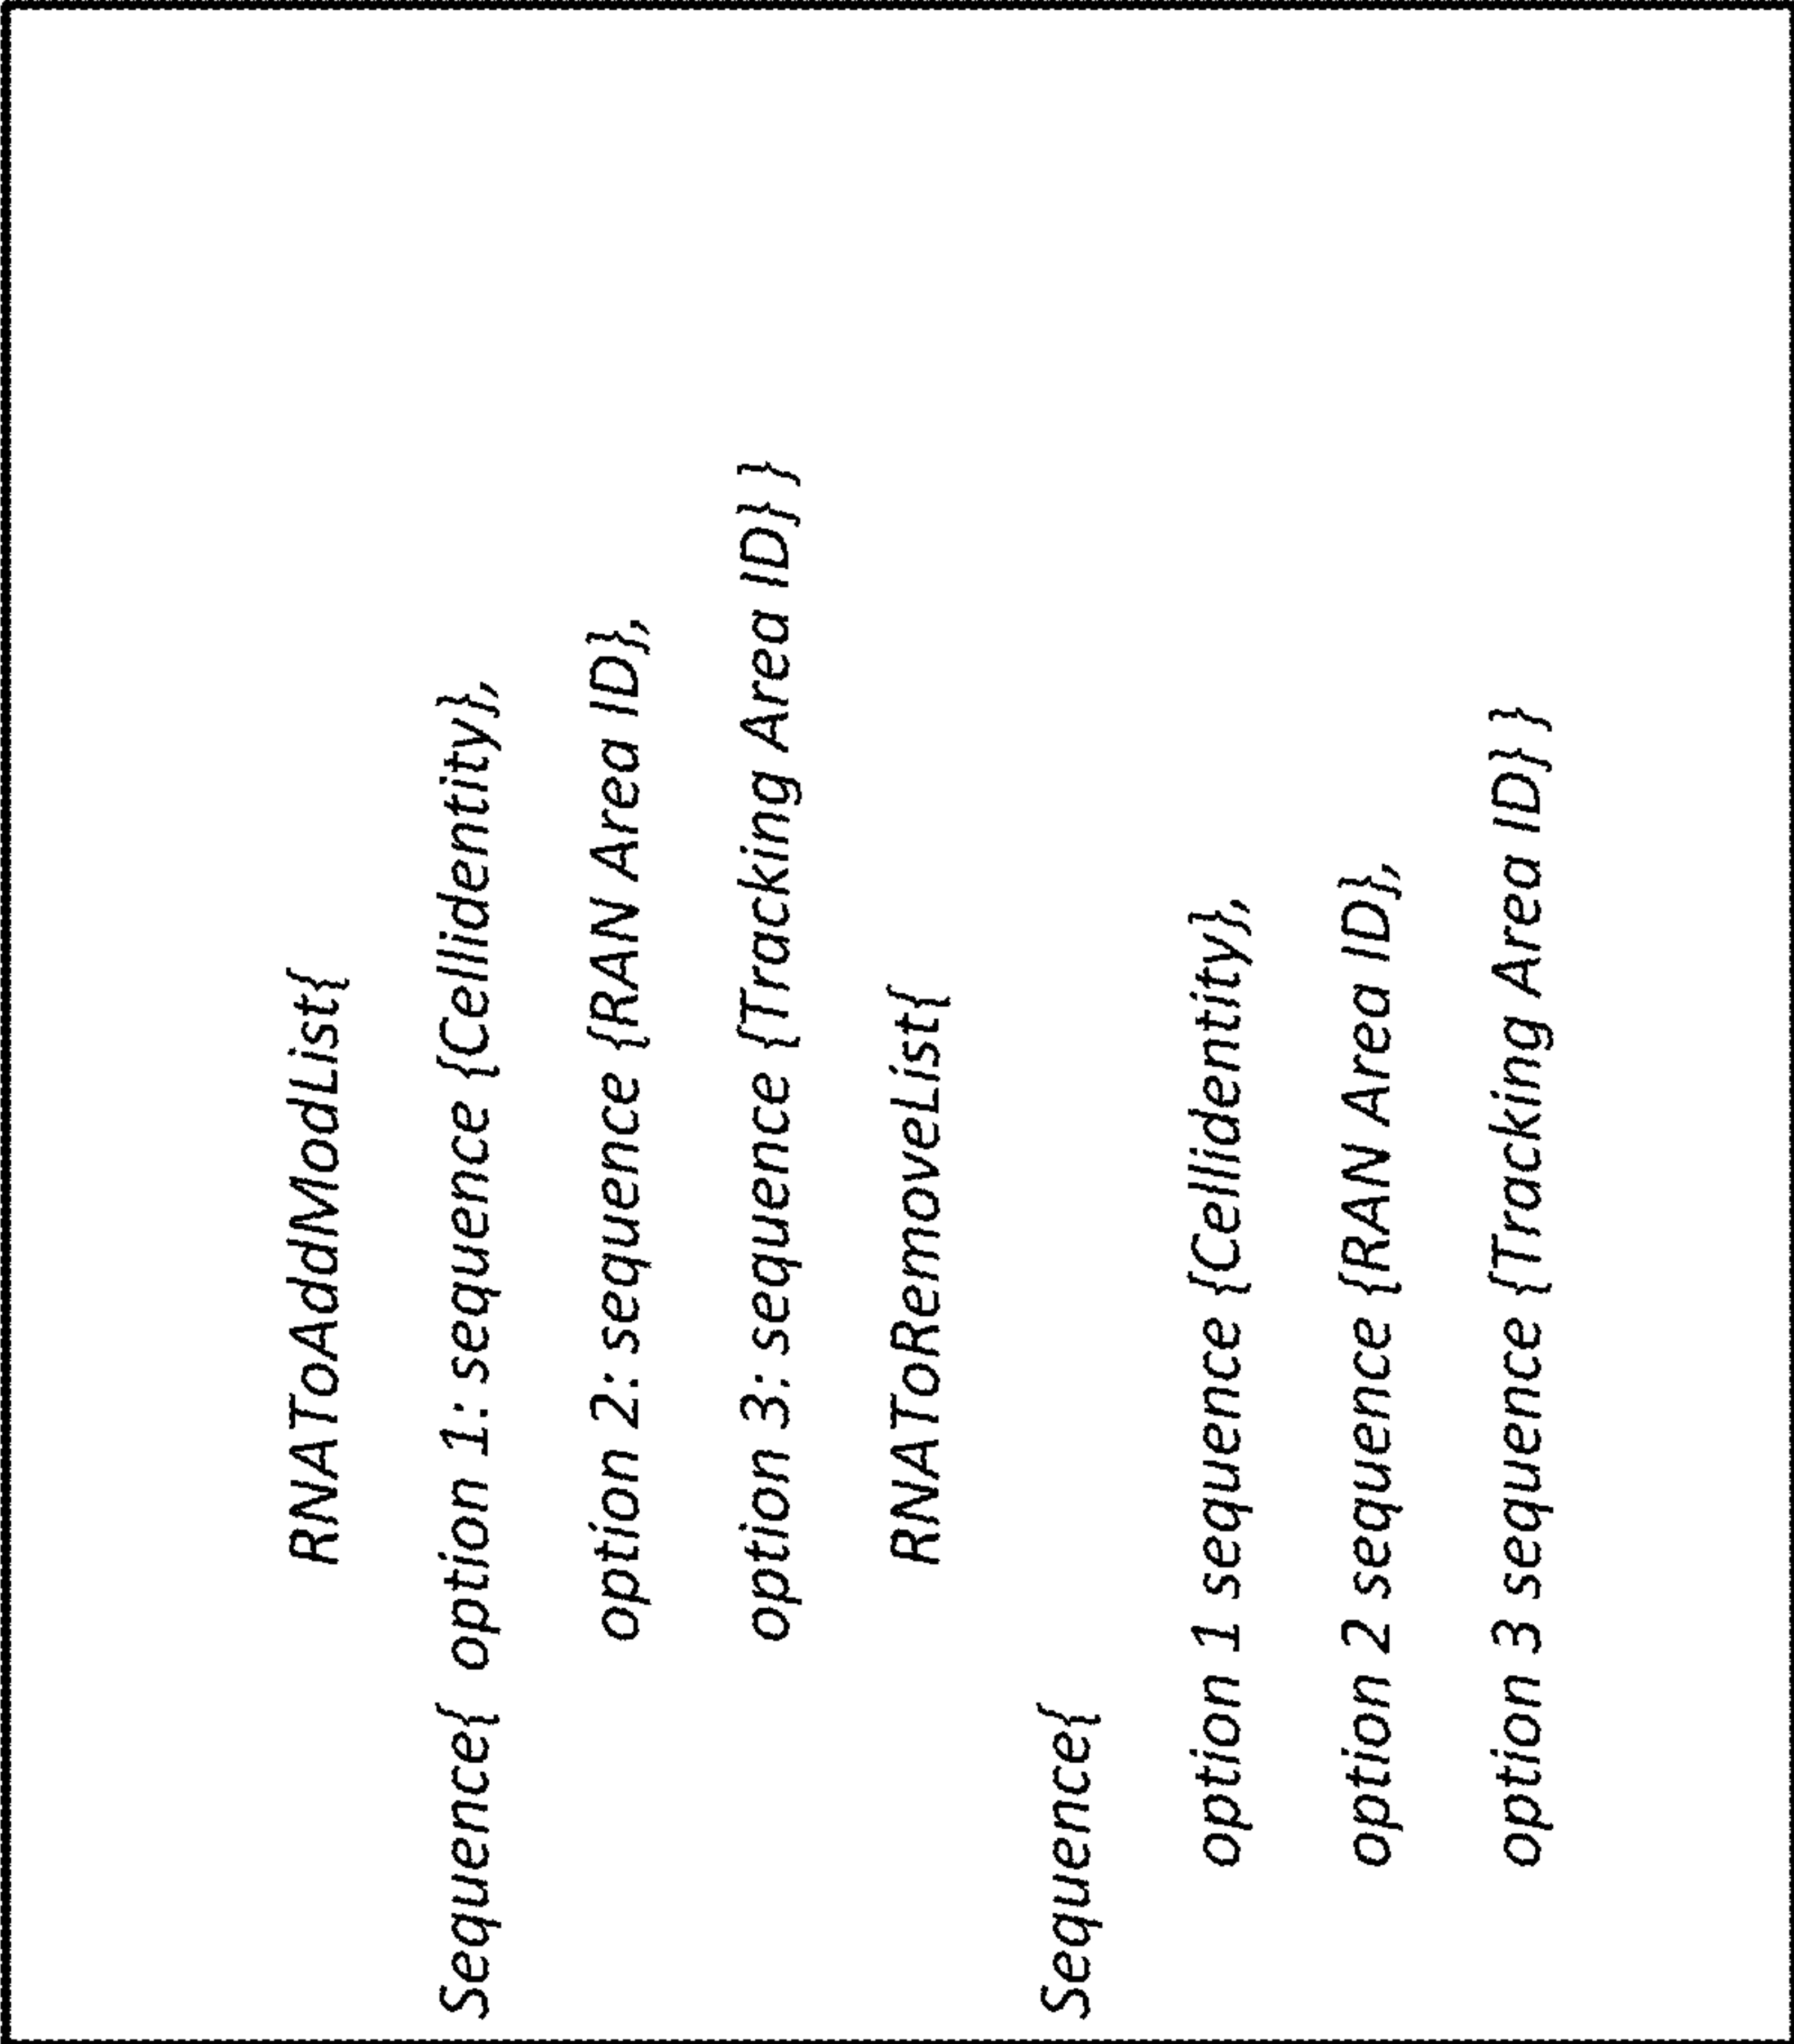 RNAToAddModList{
Sequence{ option 1: sequence {Cellidentity},
option 2: sequence {RAN Area ID},
option 3: sequence {Tracking Area ID} }
RNAToRemoveList{
Sequence{
option 1 sequence {Cellidentity},
option 2 sequence {RAN Area ID},
option 3 sequence {Tracking Area ID} }